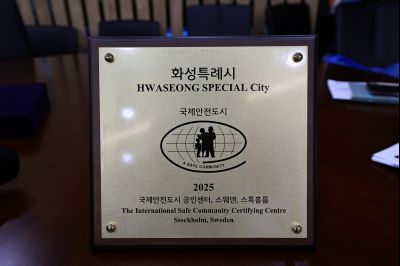 화성특례시
HWASEONG SPECIAL City
국제안전도시
A SAFE COMMUNITY
2025
국제안전도시 공인센터, 스웨덴, 스톡홀름
The International Safe Community Certifying Centre
Stockholm, Sweden